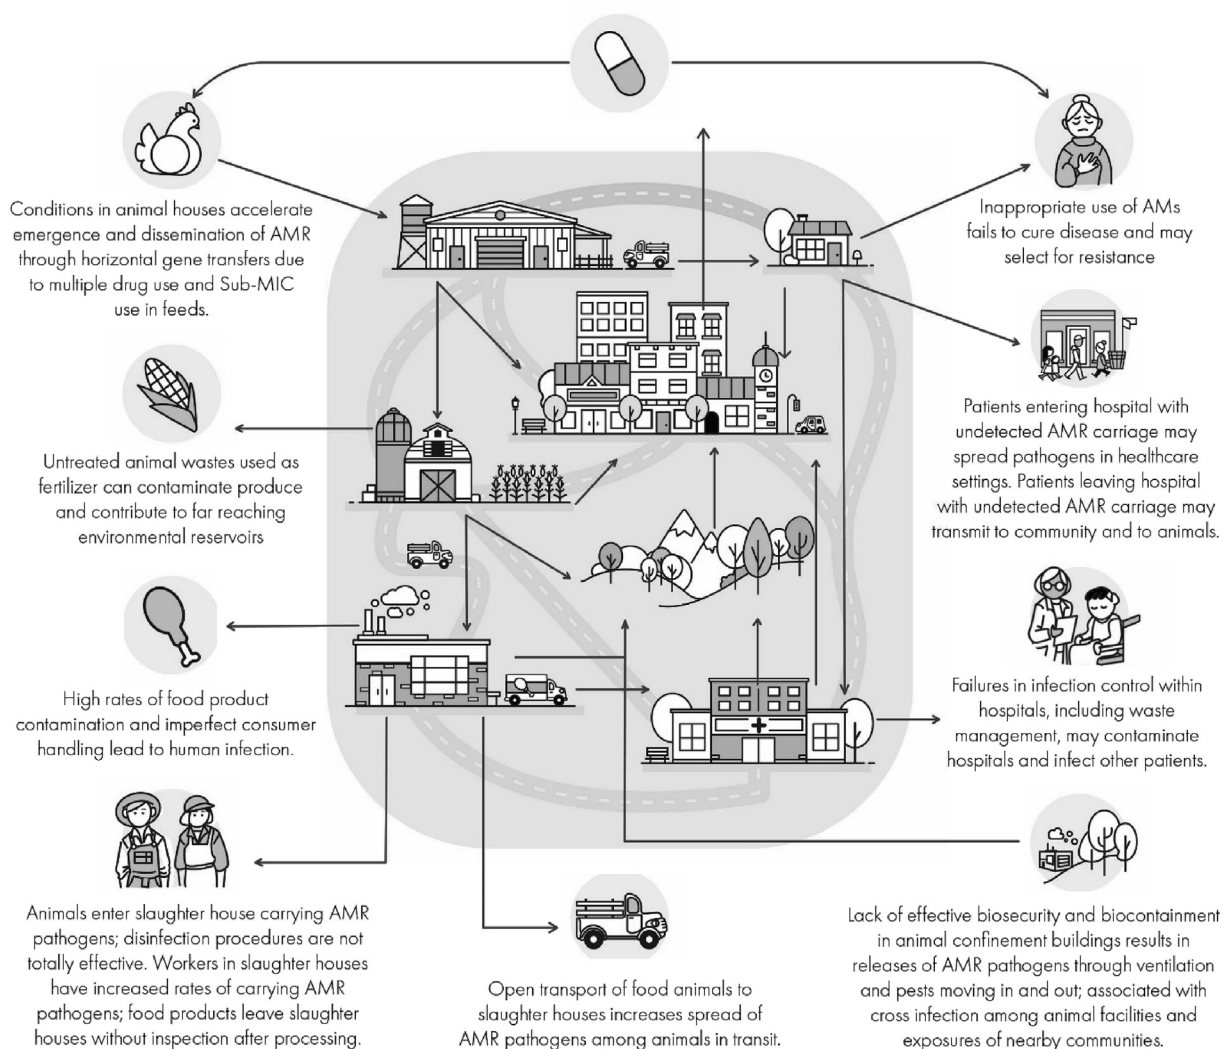 Conditions in animal houses accelerate
emergence and dissemination of AMR
through horizontal gene transfers due
to multiple drug use and Sub-MIC
use in feeds.
Inappropriate use of AMs
fails to cure disease and may
select for resistance
Untreated animal wastes used as
fertilizer can contaminate produce
and contribute to far reaching
environmental reservoirs
Patients entering hospital with
undetected AMR carriage may
spread pathogens in healthcare
settings. Patients leaving hospital
with undetected AMR carriage may
transmit to community and to animals.
High rates of food product
contamination and imperfect consumer
handling lead to human infection.
Failures in infection control within
hospitals, including waste
management, may contaminate
hospitals and infect other patients.
Animals enter slaughter house carrying AMR
pathogens; disinfection procedures are not
totally effective. Workers in slaughter houses
have increased rates of carrying AMR
pathogens; food products leave slaughter
houses without inspection after processing.
Open transport of food animals to
slaughter houses increases spread of
AMR pathogens among animals in transit.
Lack of effective biosecurity and biocontainment
in animal confinement buildings results in
releases of AMR pathogens through ventilation
and pests moving in and out; associated with
cross infection among animal facilities and
exposures of nearby communities.